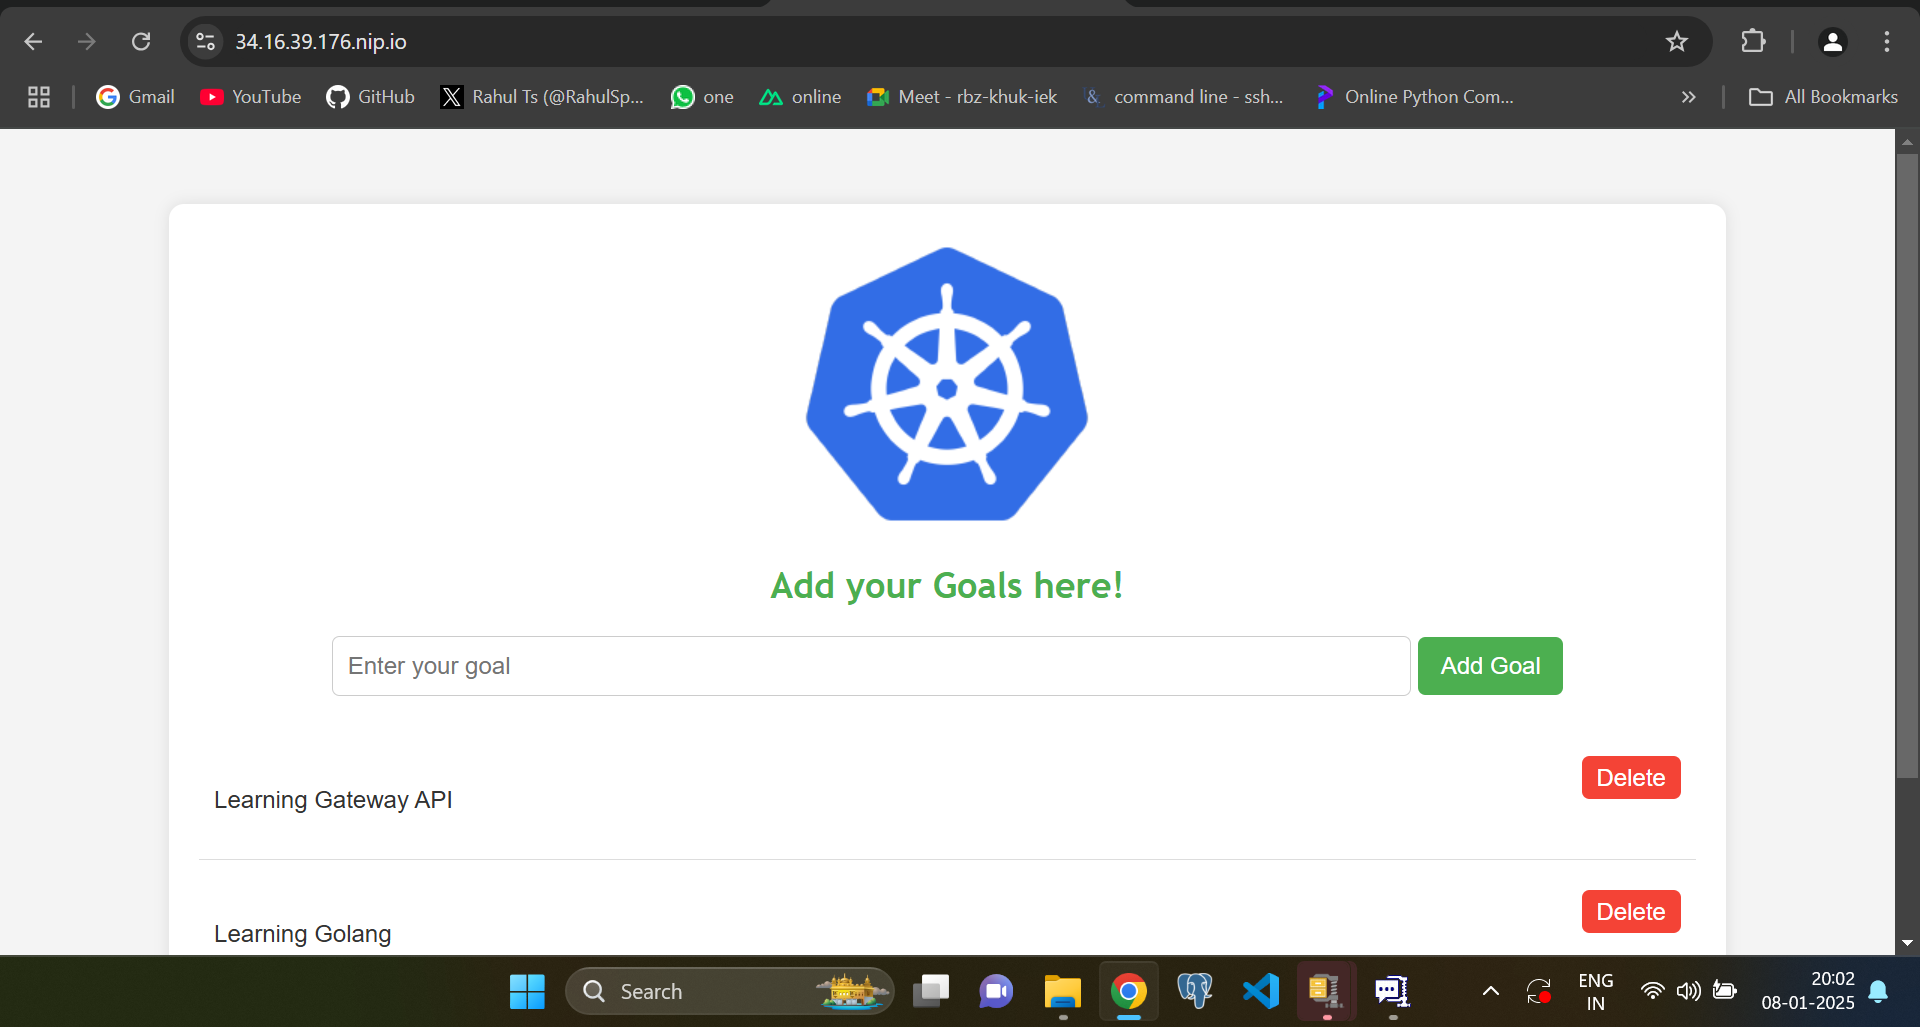 34.16.39.176.nip.io
Gmail
YouTube
GitHub
Rahul Ts (@RahulSp...
one
online
Meet - rbz-khuk-iek
command line - ssh...
Online Python Com...
All Bookmarks
Add your Goals here!
Enter your goal
Add Goal
Learning Gateway API
Delete
Learning Golang
Delete
Search
ENG
IN
20:02
08-01-2025